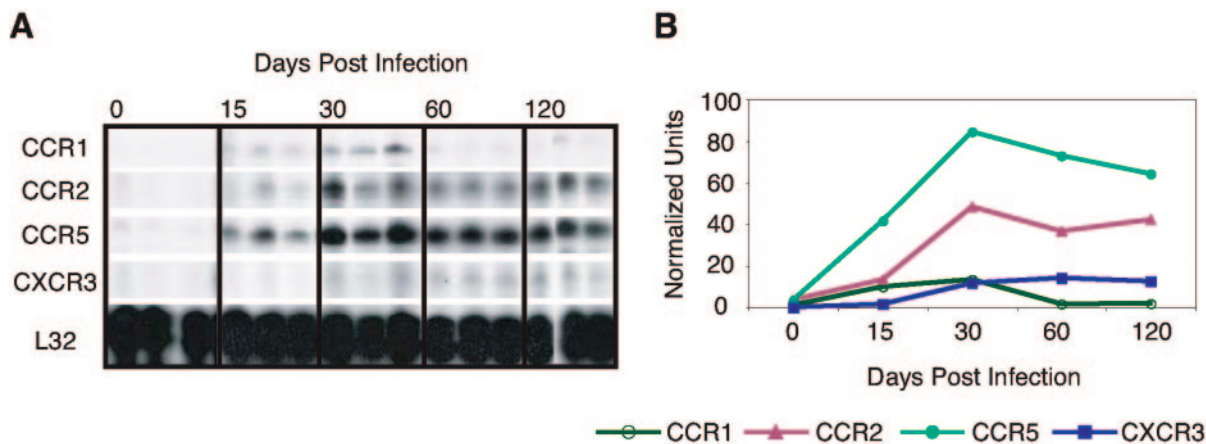 A
Days Post Infection
0 15 30 60 120
CCR1
CCR2
CCR5
CXCR3
L32
B
Normalized Units
100
80
60
40
20
0
0 15 30 60 120
Days Post Infection
CCR1 CCR2 CCR5 CXCR3